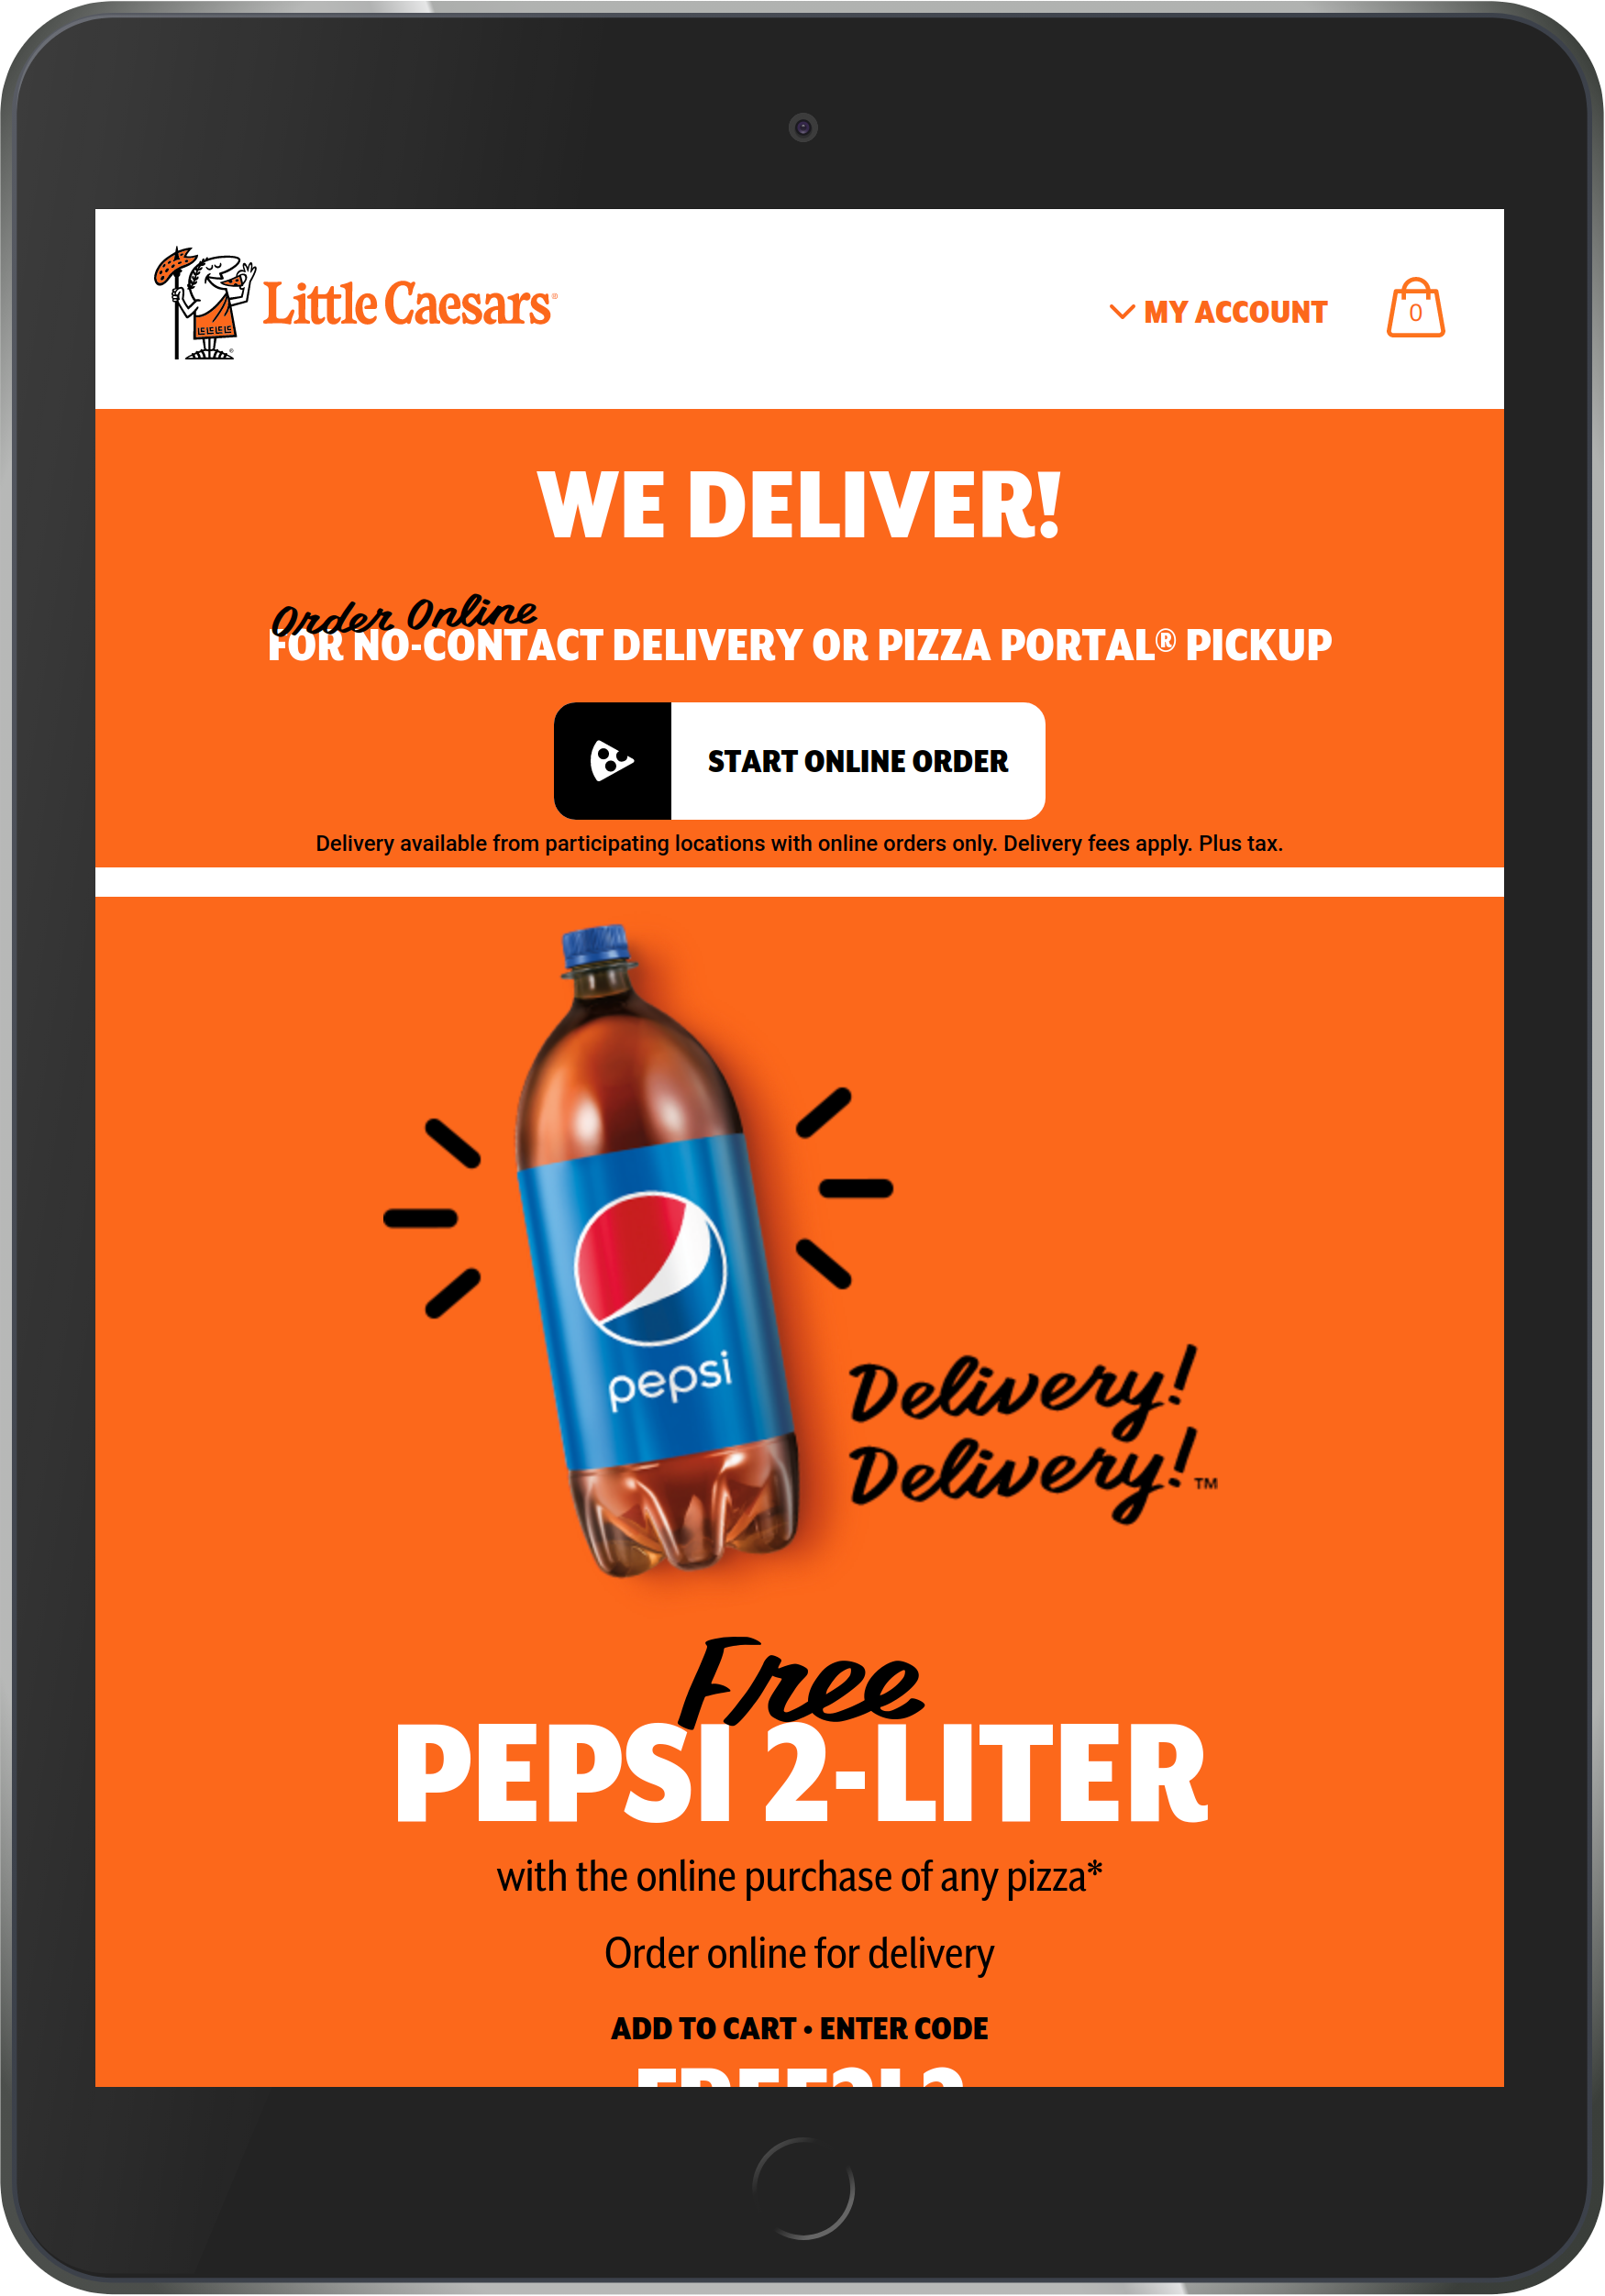 Little Caesars®
MY ACCOUNT
0
WE DELIVER!
Order Online
FOR NO-CONTACT DELIVERY OR PIZZA PORTAL® PICKUP
START ONLINE ORDER
Delivery available from participating locations with online orders only. Delivery fees apply. Plus tax.
pepsi
Delivery!
Delivery!™
Free
PEPSI 2-LITER
with the online purchase of any pizza*
Order online for delivery
ADD TO CART • ENTER CODE